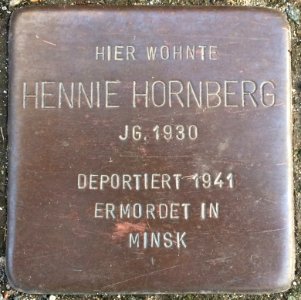 HIER WOHNTE
HENNIE HORNBERG
JG. 1930
DEPORTIERT 1941
ERMORDET IN
MINSK